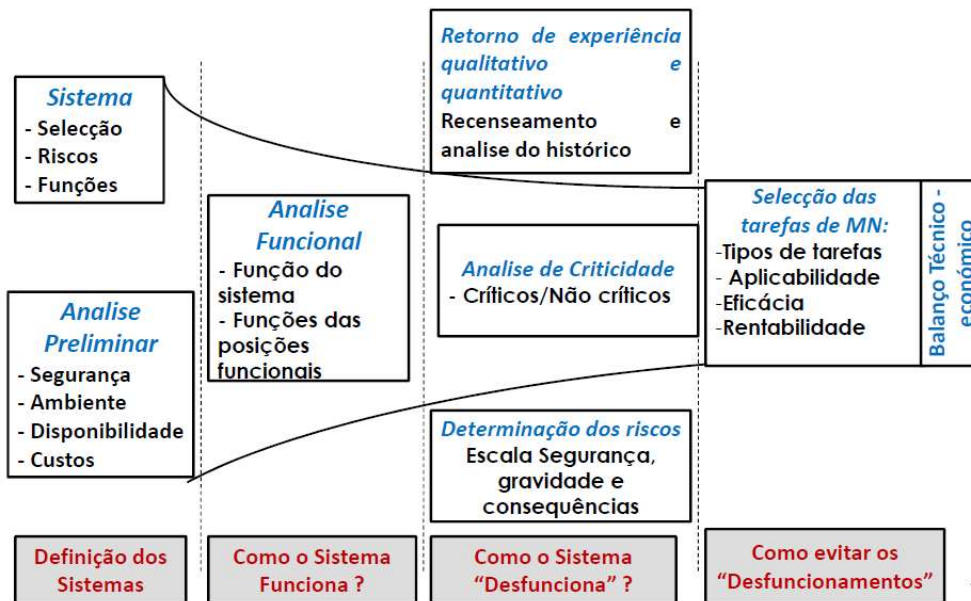 Sistema
- Selecção
- Riscos
- Funções
Analise
Preliminar
- Segurança
- Ambiente
- Disponibilidade
- Custos
Analise
Funcional
- Função do
sistema
- Funções das
posições
funcionais
Retorno de experiência
qualitativo e
quantitativo
Recenseamento e
analise do histórico
Analise de Criticidade
- Críticos/Não críticos
Determinação dos riscos
Escala Segurança,
gravidade e
consequências
Selecção das
tarefas de MN:
-Tipos de tarefas
- Aplicabilidade
-Eficácia
-Rentabilidade
Balanço Técnico -
económico
Definição dos
Sistemas
Como o Sistema
Funciona ?
Como o Sistema
“Desfunciona” ?
Como evitar os
“Desfuncionamentos”